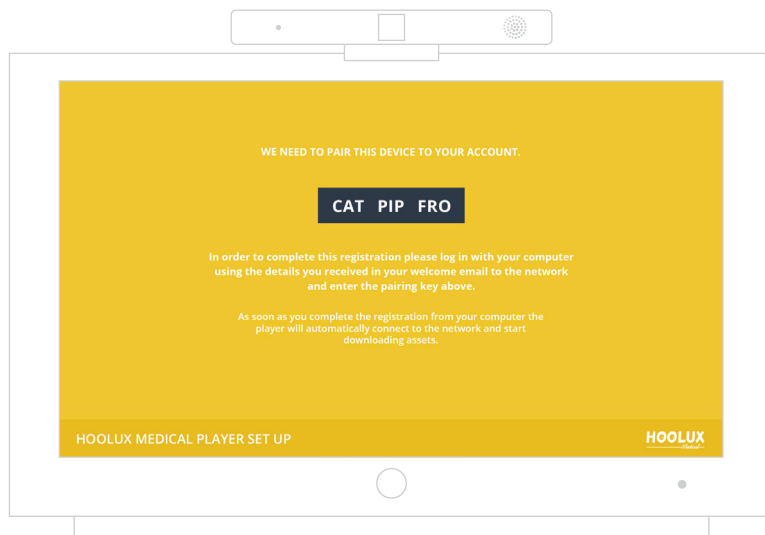 WE NEED TO PAIR THIS DEVICE TO YOUR ACCOUNT.
CAT PIP FRO
In order to complete this registration please log in with your computer
using the details you received in your welcome email to the network
and enter the pairing key above.
As soon as you complete the registration from your computer the
player will automatically connect to the network and start
downloading assets.
HOOLUX MEDICAL PLAYER SET UP
HOOLUX
Medical